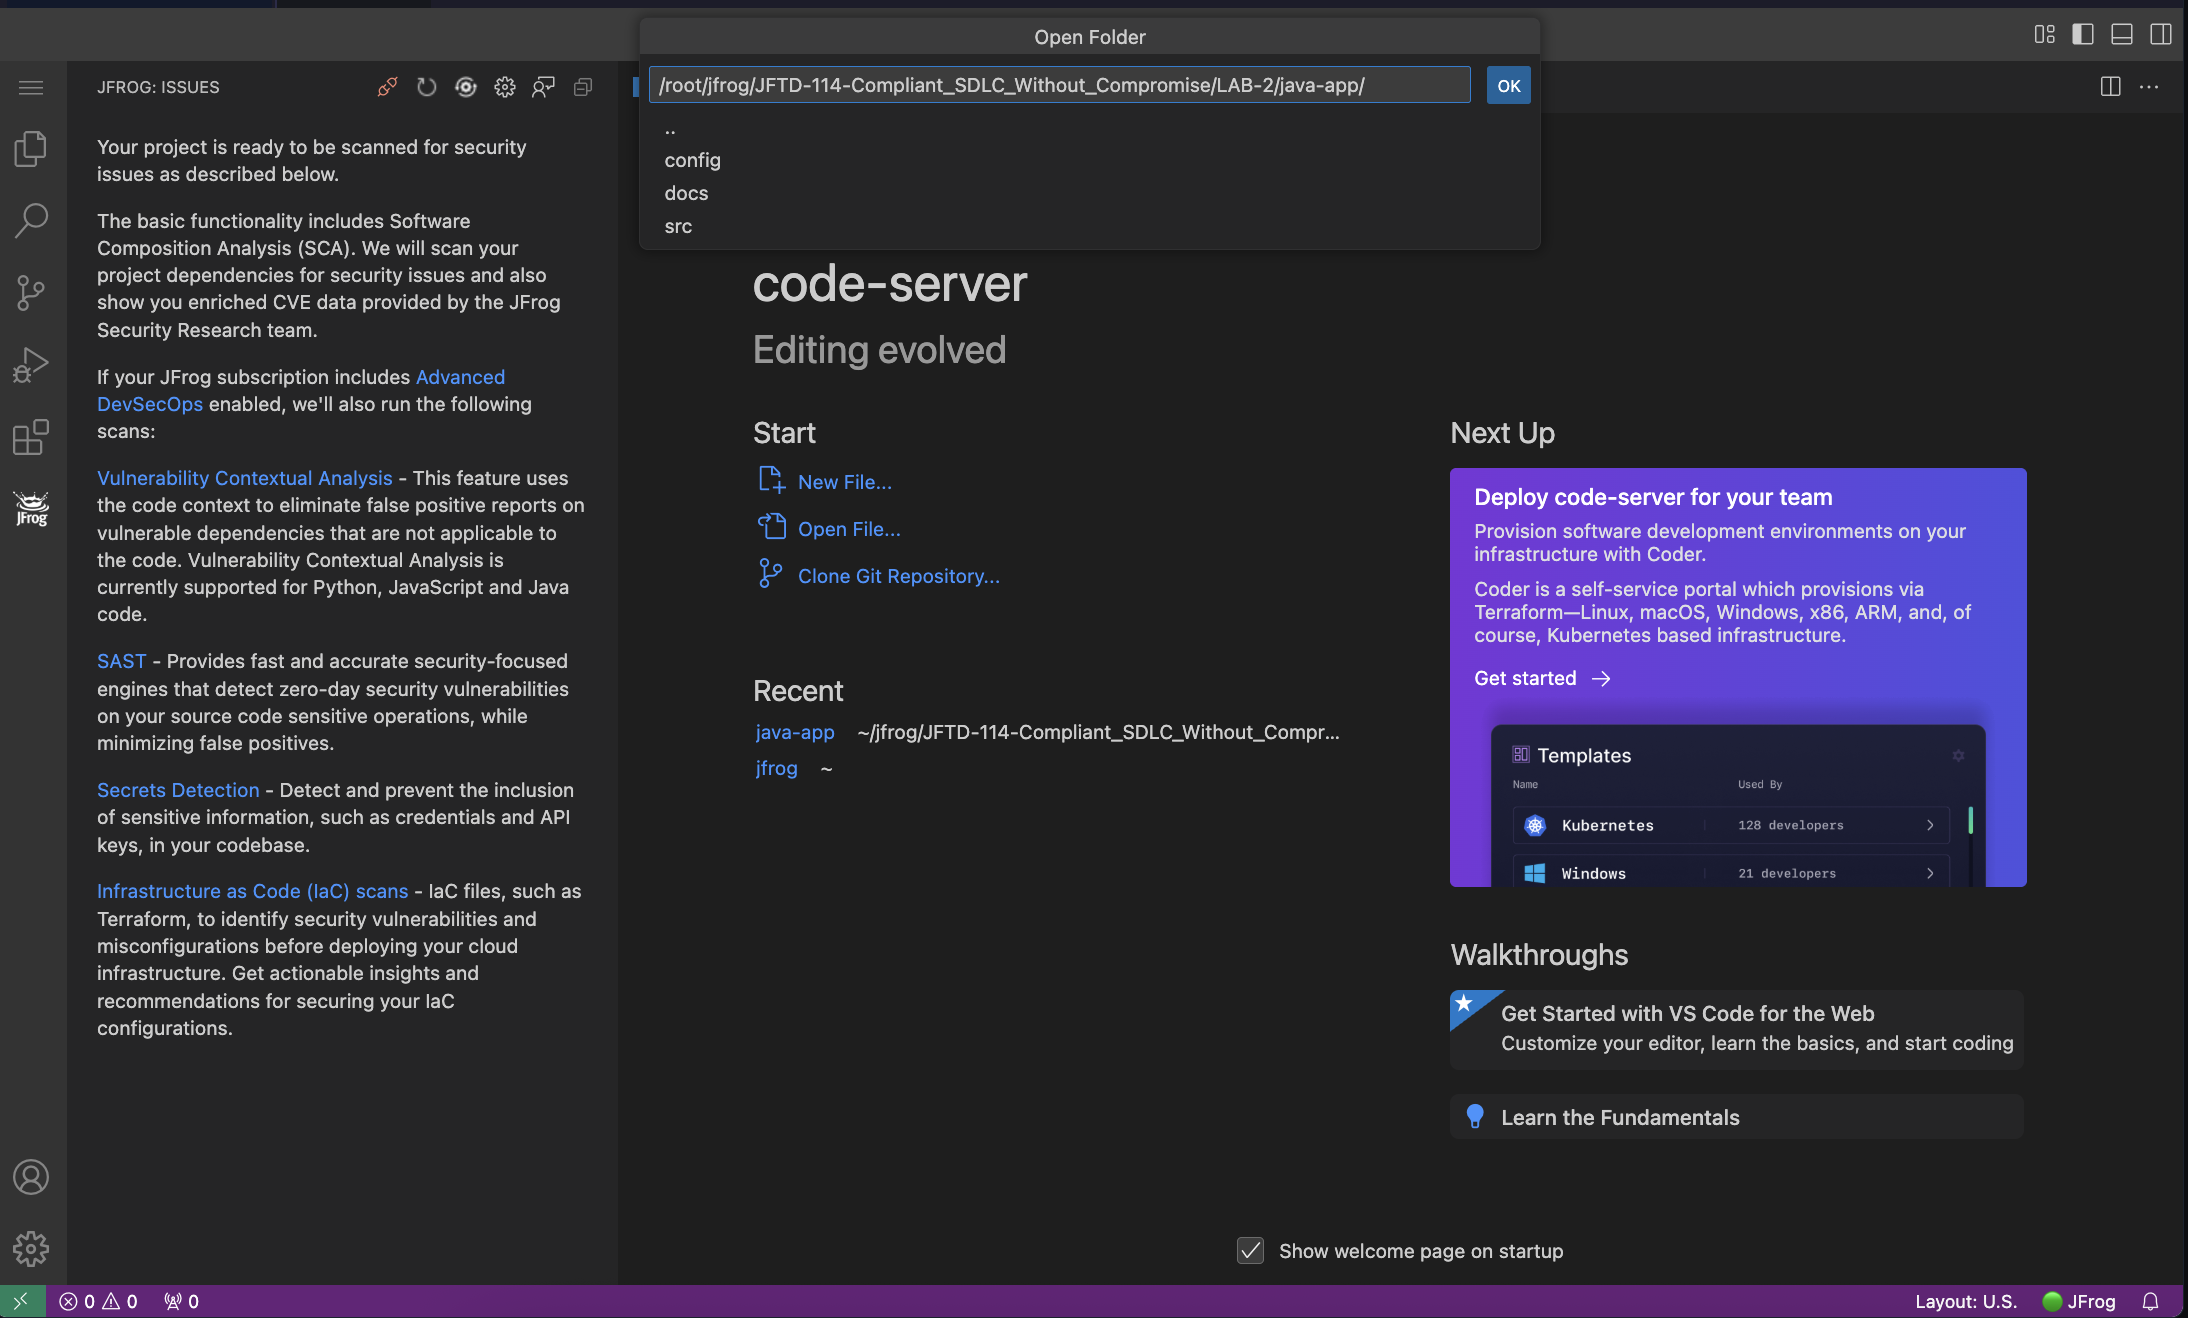 Open Folder
/root/jfrog/JFTD-114-Compliant_SDLC_Without_Compromise/LAB-2/java-app/
OK
..
config
docs
src
JFROG: ISSUES
Your project is ready to be scanned for security
issues as described below.
The basic functionality includes Software
Composition Analysis (SCA). We will scan your
project dependencies for security issues and also
show you enriched CVE data provided by the JFrog
Security Research team.
If your JFrog subscription includes Advanced
DevSecOps enabled, we'll also run the following
scans:
Vulnerability Contextual Analysis - This feature uses
the code context to eliminate false positive reports on
vulnerable dependencies that are not applicable to
the code. Vulnerability Contextual Analysis is
currently supported for Python, JavaScript and Java
code.
SAST - Provides fast and accurate security-focused
engines that detect zero-day security vulnerabilities
on your source code sensitive operations, while
minimizing false positives.
Secrets Detection - Detect and prevent the inclusion
of sensitive information, such as credentials and API
keys, in your codebase.
Infrastructure as Code (IaC) scans - IaC files, such as
Terraform, to identify security vulnerabilities and
misconfigurations before deploying your cloud
infrastructure. Get actionable insights and
recommendations for securing your IaC
configurations.
JFrog
code-server
Editing evolved
Start
New File...
Open File...
Clone Git Repository...
Recent
java-app ~/jfrog/JFTD-114-Compliant_SDLC_Without_Compr...
jfrog ~
Next Up
Deploy code-server for your team
Provision software development environments on your
infrastructure with Coder.
Coder is a self-service portal which provisions via
Terraform—Linux, macOS, Windows, x86, ARM, and, of
course, Kubernetes based infrastructure.
Get started →
Templates
Name Used By
Kubernetes 128 developers
Windows 21 developers
Walkthroughs
Get Started with VS Code for the Web
Customize your editor, learn the basics, and start coding
Learn the Fundamentals
Show welcome page on startup
0 0 0
Layout: U.S. JFrog